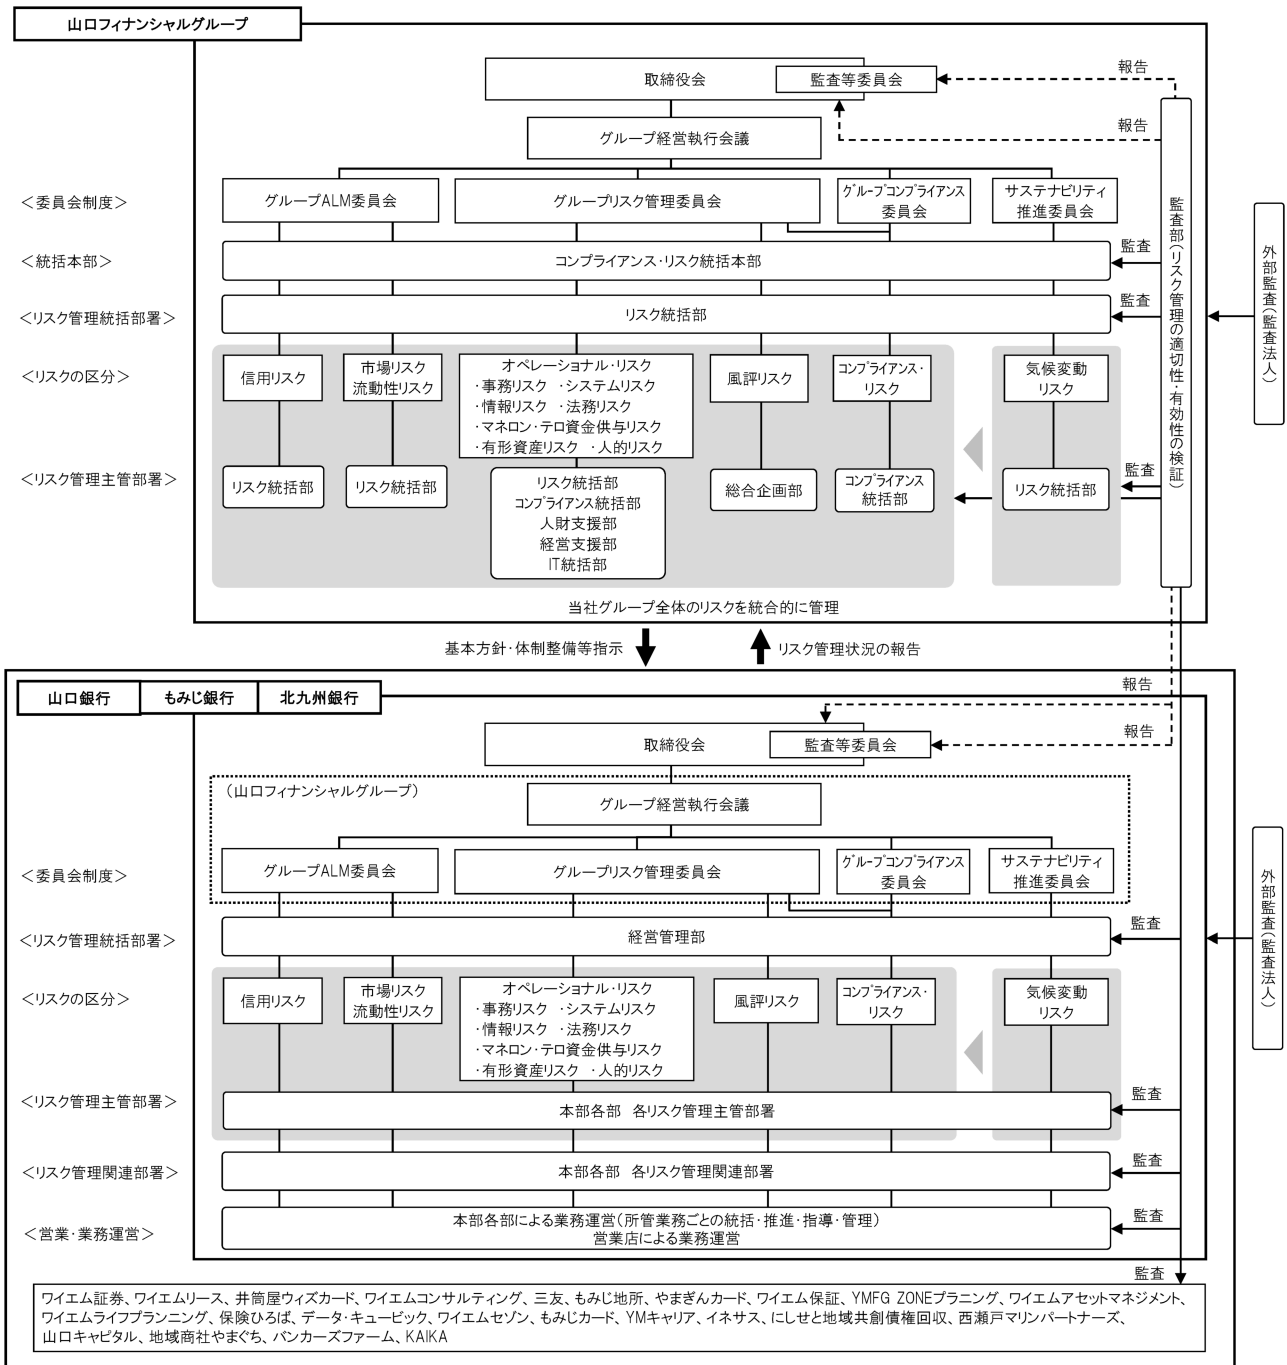 山口フィナンシャルグループ
取締役会
監査等委員会
報告
報告
グループ経営執行会議
<委員会制度>
グループALM委員会
グループリスク管理委員会
グループコンプライアンス
委員会
サステナビリティ
推進委員会
<統括本部>
コンプライアンス・リスク統括本部
監査
<リスク管理統括部署>
リスク統括部
監査
監査部(リスク管理の適切性・有効性の検証)
外部監査(監査法人)
<リスクの区分>
信用リスク
市場リスク
流動性リスク
オペレーショナル・リスク
・事務リスク ・システムリスク
・情報リスク ・法務リスク
・マネロン・テロ資金供与リスク
・有形資産リスク ・人的リスク
風評リスク
コンプライアンス・
リスク
気候変動
リスク
<リスク管理主管部署>
リスク統括部
リスク統括部
リスク統括部
コンプライアンス統括部
人財支援部
経営支援部
IT統括部
総合企画部
コンプライアンス
統括部
リスク統括部
監査
当社グループ全体のリスクを統合的に管理
基本方針・体制整備等指示
リスク管理状況の報告
山口銀行
もみじ銀行
北九州銀行
報告
取締役会
監査等委員会
報告
(山口フィナンシャルグループ)
グループ経営執行会議
<委員会制度>
グループALM委員会
グループリスク管理委員会
グループコンプライアンス
委員会
サステナビリティ
推進委員会
<リスク管理統括部署>
経営管理部
監査
外部監査(監査法人)
<リスクの区分>
信用リスク
市場リスク
流動性リスク
オペレーショナル・リスク
・事務リスク ・システムリスク
・情報リスク ・法務リスク
・マネロン・テロ資金供与リスク
・有形資産リスク ・人的リスク
風評リスク
コンプライアンス・
リスク
気候変動
リスク
<リスク管理主管部署>
本部各部 各リスク管理主管部署
監査
<リスク管理関連部署>
本部各部 各リスク管理関連部署
監査
<営業・業務運営>
本部各部による業務運営(所管業務ごとの統括・推進・指導・管理)
営業店による業務運営
監査
監査
ワイエム証券、ワイエムリース、井筒屋ウィズカード、ワイエムコンサルティング、三友、もみじ地所、やまぎんカード、ワイエム保証、YMFG ZONEプラニング、ワイエムアセットマネジメント、
ワイエムライフプランニング、保険ひろば、データ・キュービック、ワイエムセゾン、もみじカード、YMキャリア、イネサス、にしせと地域共創債権回収、西瀬戸マリンパートナーズ、
山口キャピタル、地域商社やまぐち、バンカーズファーム、KAIKA